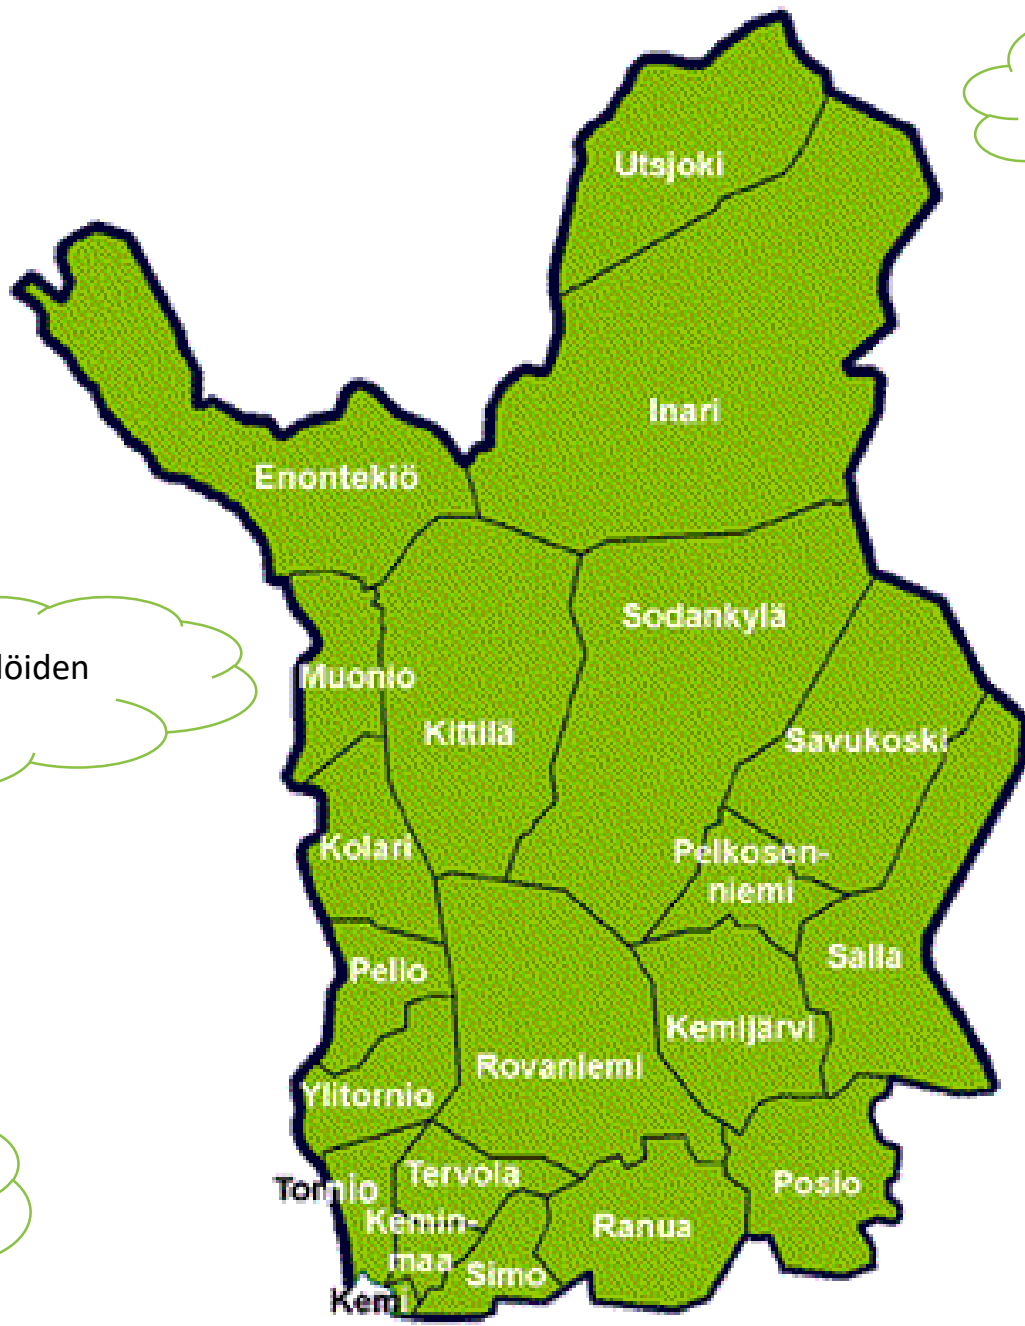 Utsjoki
Inari
Enontekiö
Sodankylä
löiden
Muonio
Kittilä
Savukoski
Kolari
Pelkosen-
niemi
Salla
Pello
Kemijärvi
Rovaniemi
Ylitornio
Tervola
Posio
Tornio
Kemin-
maa
Ranua
Simo
Kemi